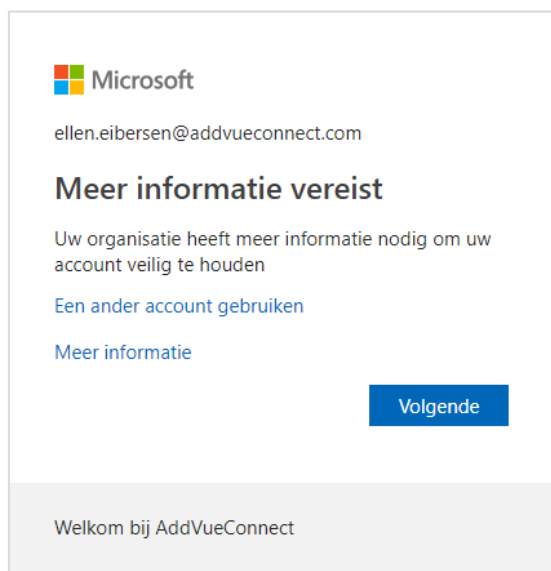 Microsoft
ellen.eibersen@addvueconnect.com
Meer informatie vereist
Uw organisatie heeft meer informatie nodig om uw
account veilig te houden
Een ander account gebruiken
Meer informatie
Volgende
Welkom bij AddVueConnect